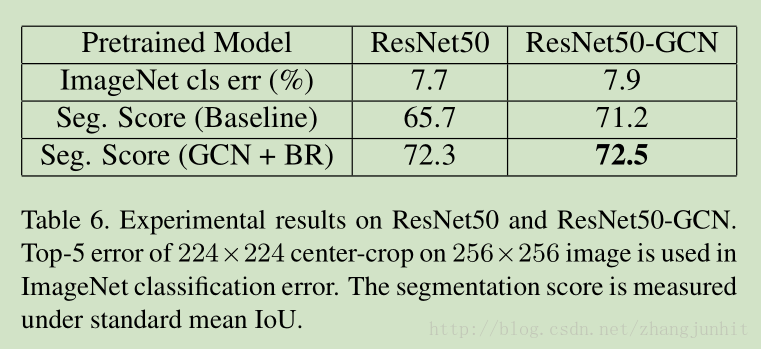 Pretrained Model ResNet50 ResNet50-GCN
ImageNet cls err (%) 7.7 7.9
Seg. Score (Baseline) 65.7 71.2
Seg. Score (GCN + BR) 72.3 72.5
Table 6. Experimental results on ResNet50 and ResNet50-GCN.
Top-5 error of 224×224 center-crop on 256×256 image is used in
ImageNet classification error. The segmentation score is measured
under standard mean IoU.
http://blog.csdn.net/zhangjunhit